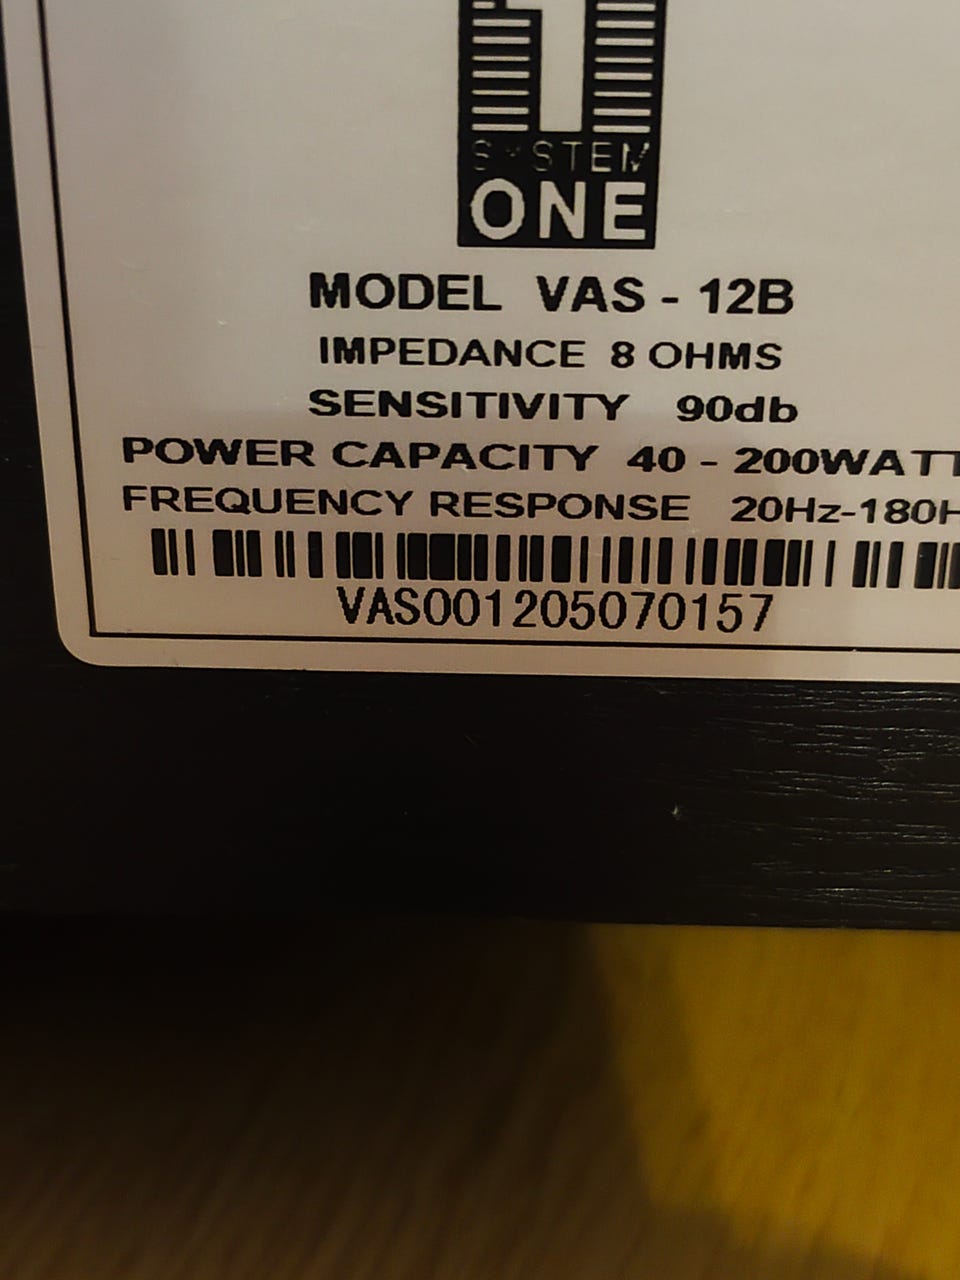 SYSTEM
ONE
MODEL VAS - 12B
IMPEDANCE 8 OHMS
SENSITIVITY 90db
POWER CAPACITY 40 - 200WATT
FREQUENCY RESPONSE 20Hz-180H
VAS001205070157